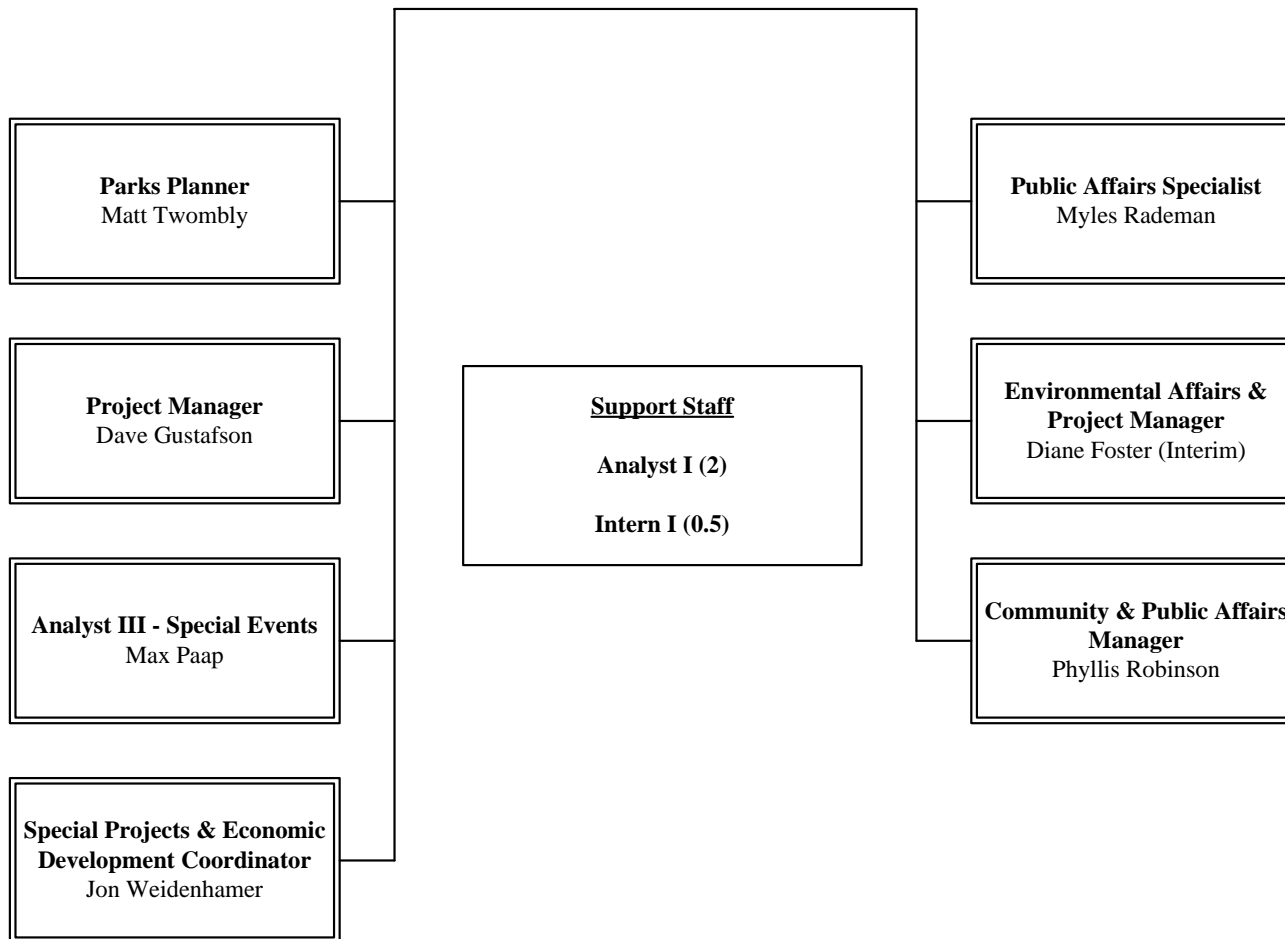 Parks Planner
Matt Twombly
Project Manager
Dave Gustafson
Analyst III - Special Events
Max Paap
Special Projects & Economic
Development Coordinator
Jon Weidenhamer
Support Staff
Analyst I (2)
Intern I (0.5)
Public Affairs Specialist
Myles Rademan
Environmental Affairs &
Project Manager
Diane Foster (Interim)
Community & Public Affairs
Manager
Phyllis Robinson